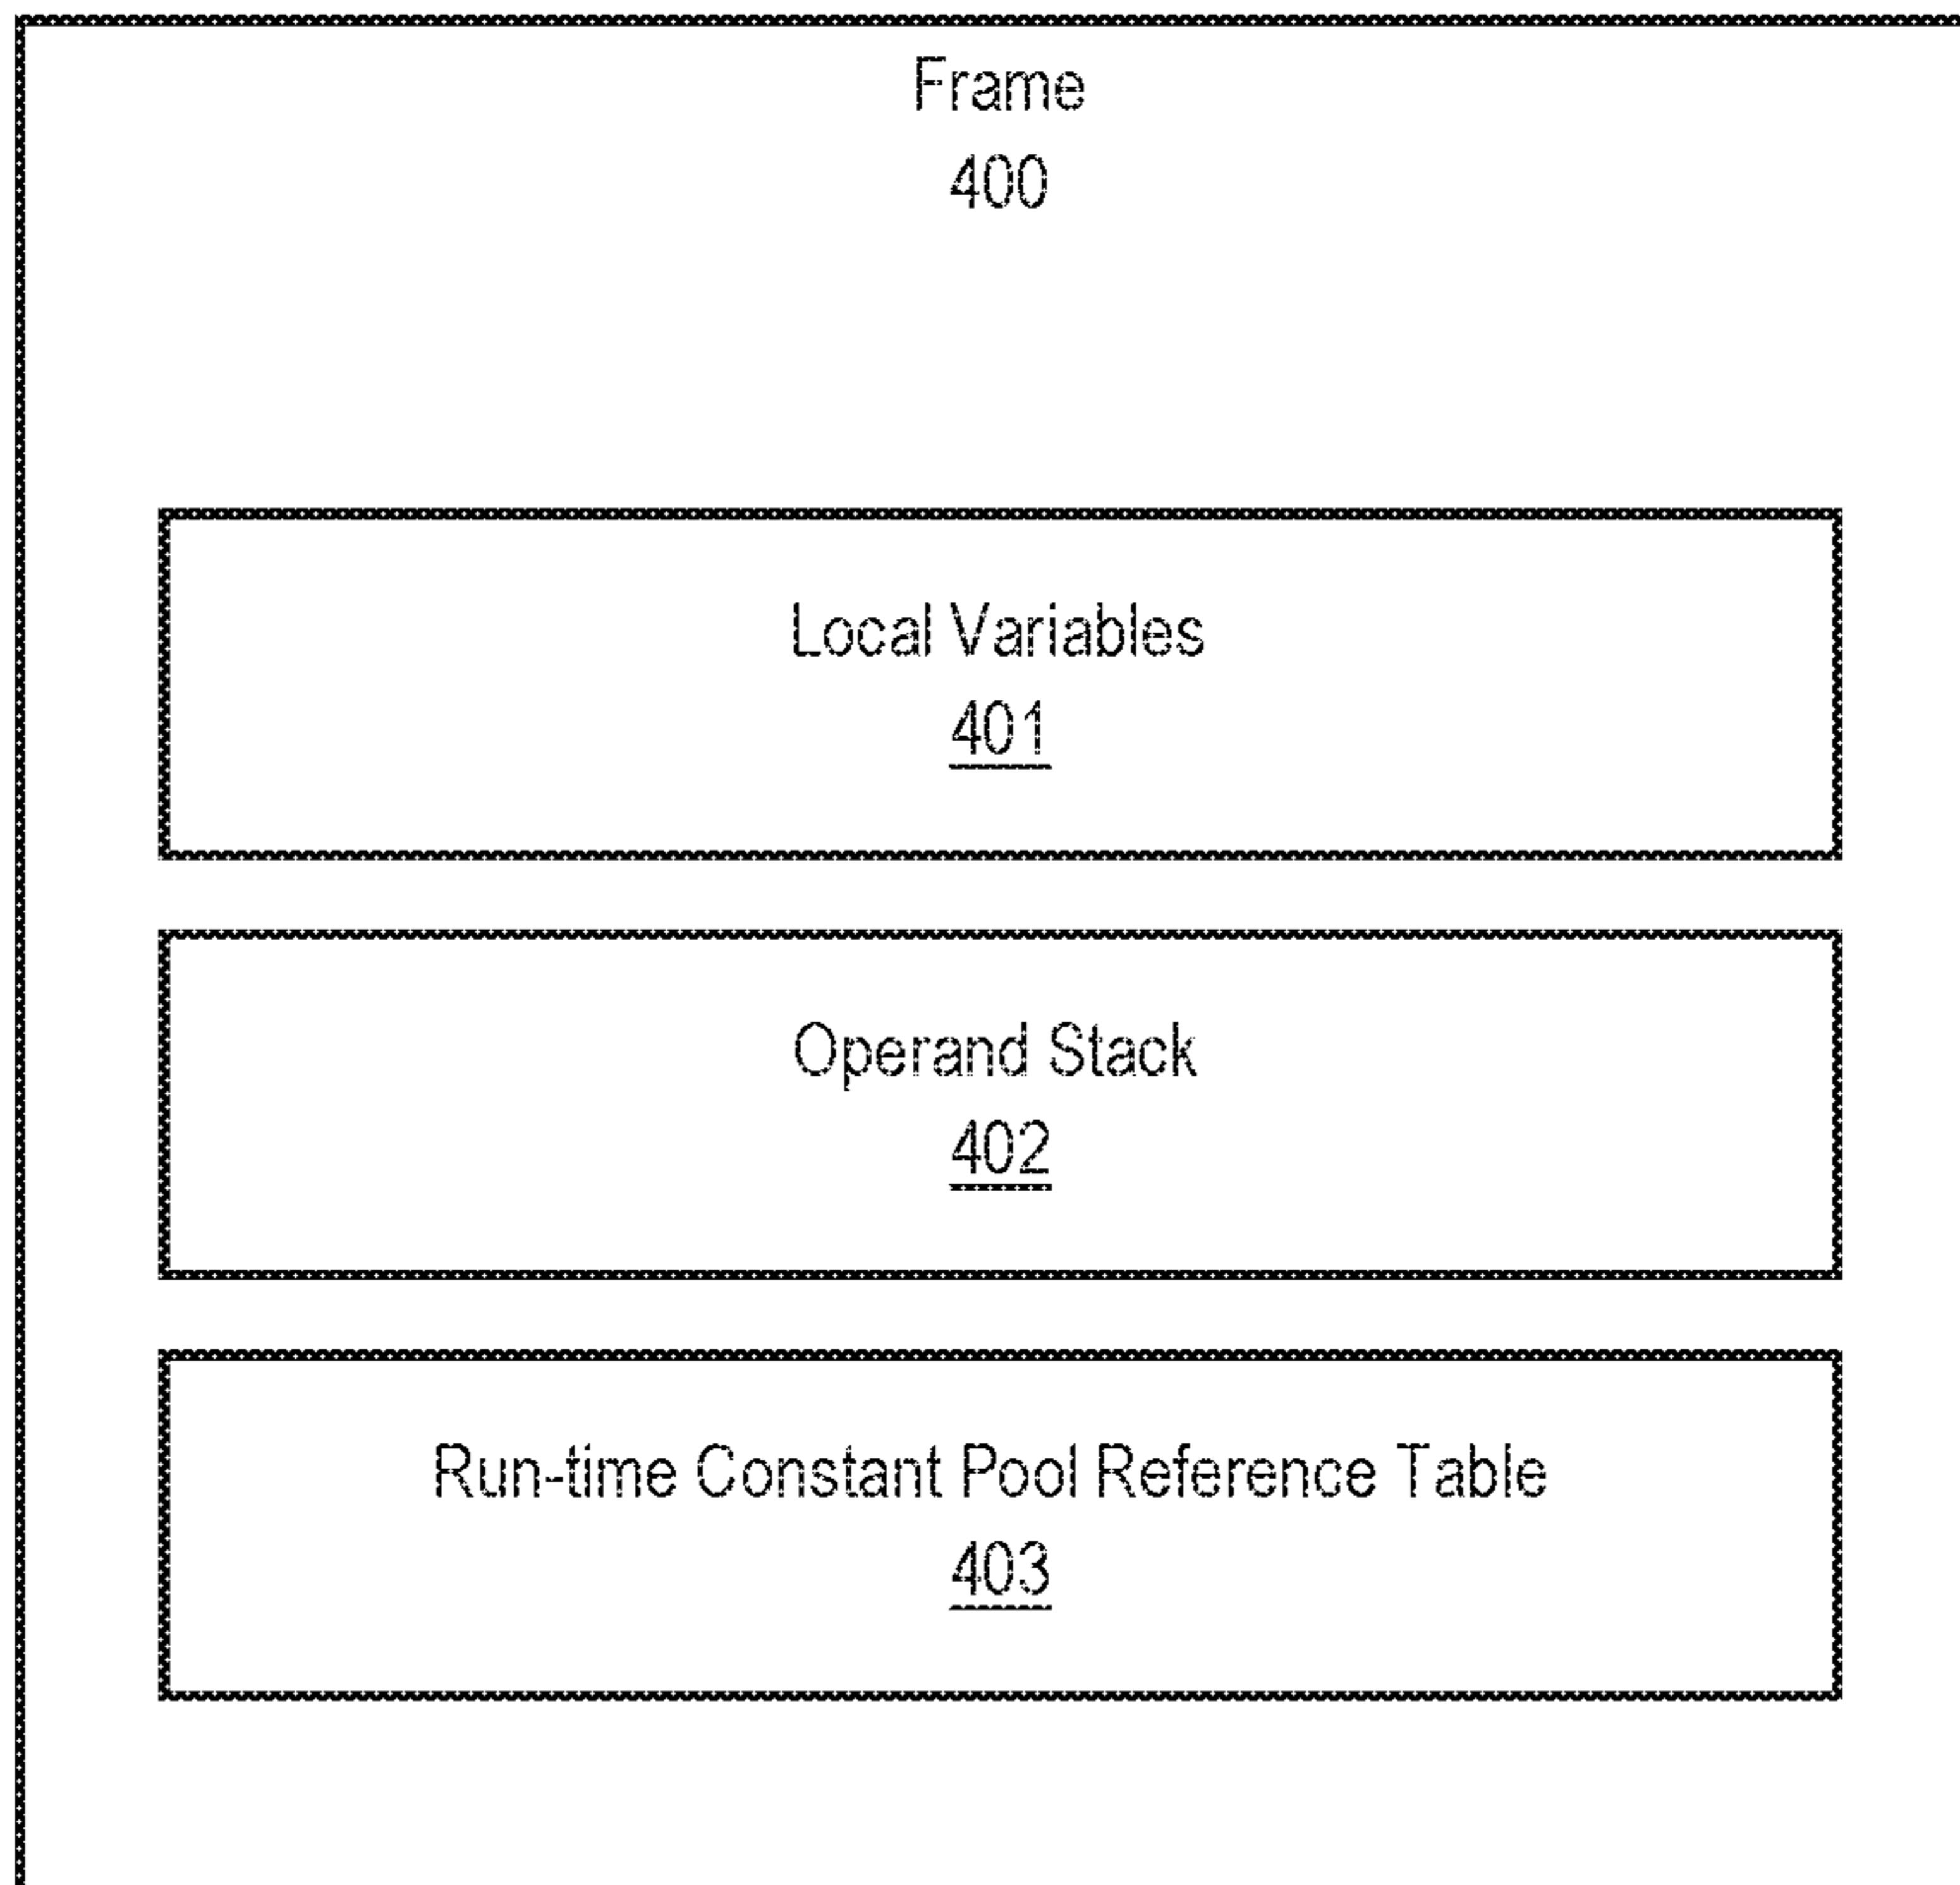 Frame
400
Local Variables
401
Operand Stack
402
Run-time Constant Pool Reference Table
403